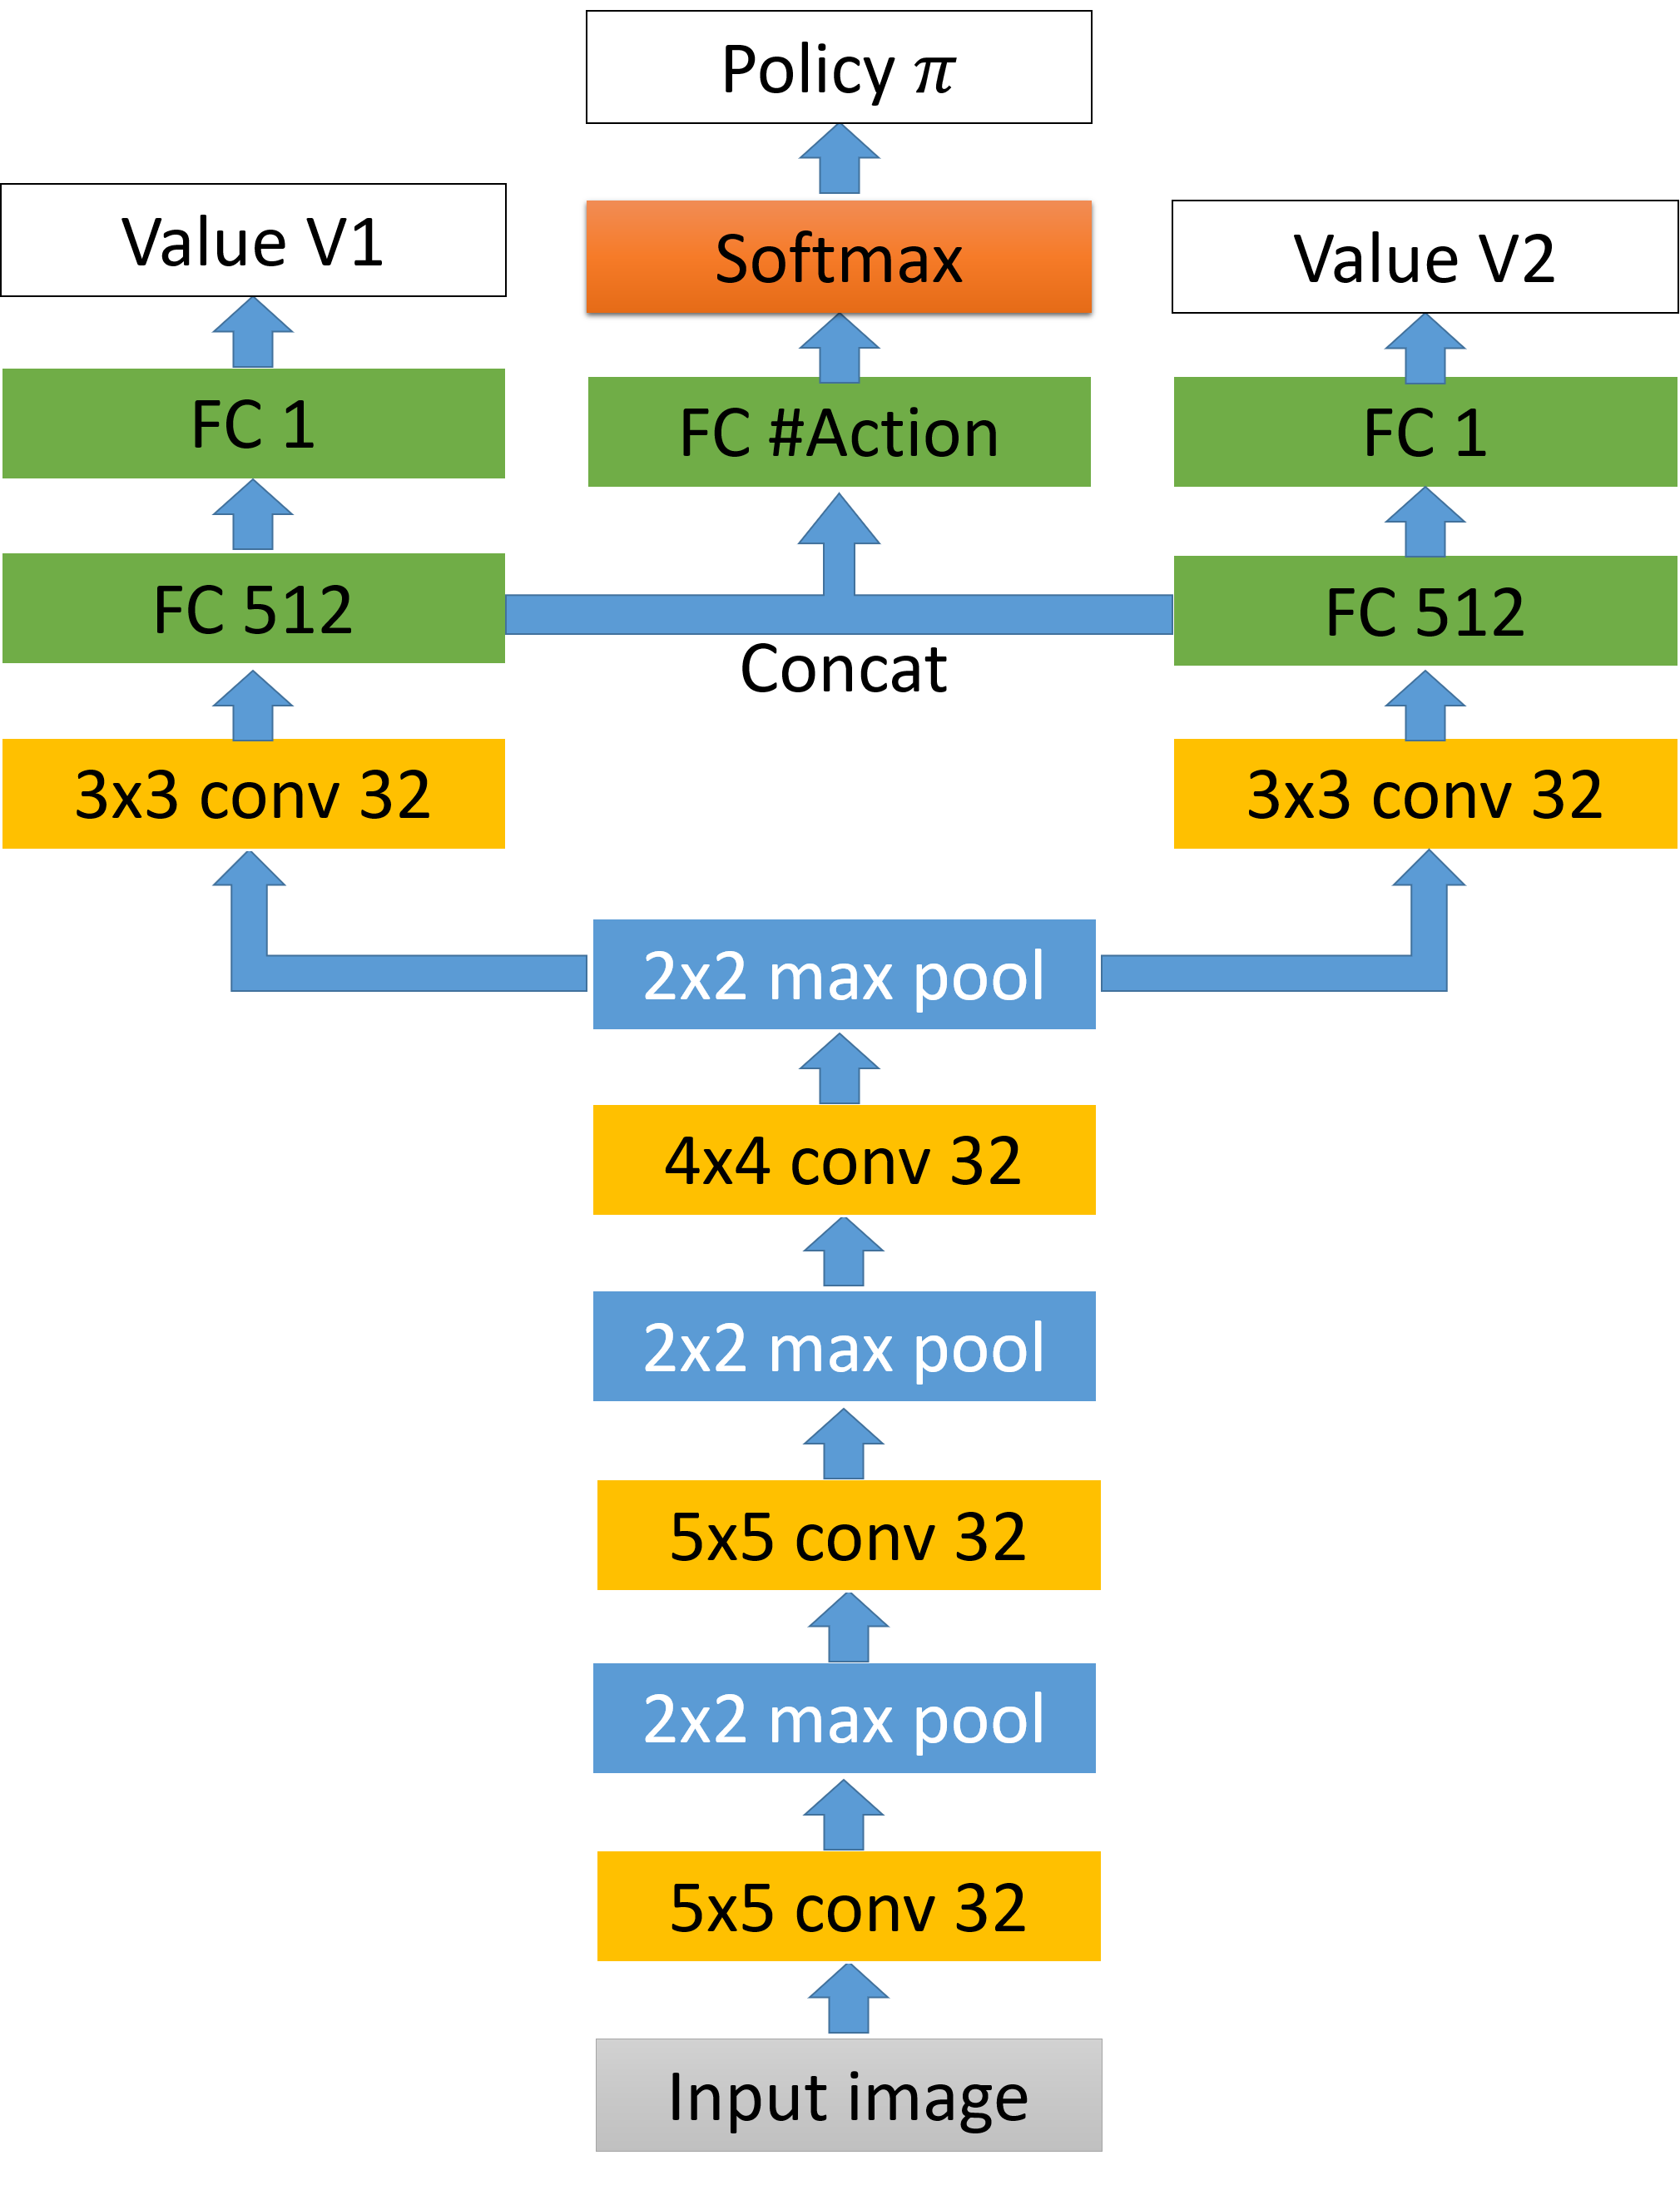 Policy π
Value V1
Softmax
Value V2
FC 1
FC #Action
FC 1
FC 512
FC 512
Concat
3x3 conv 32
3x3 conv 32
2x2 max pool
4x4 conv 32
2x2 max pool
5x5 conv 32
2x2 max pool
5x5 conv 32
Input image